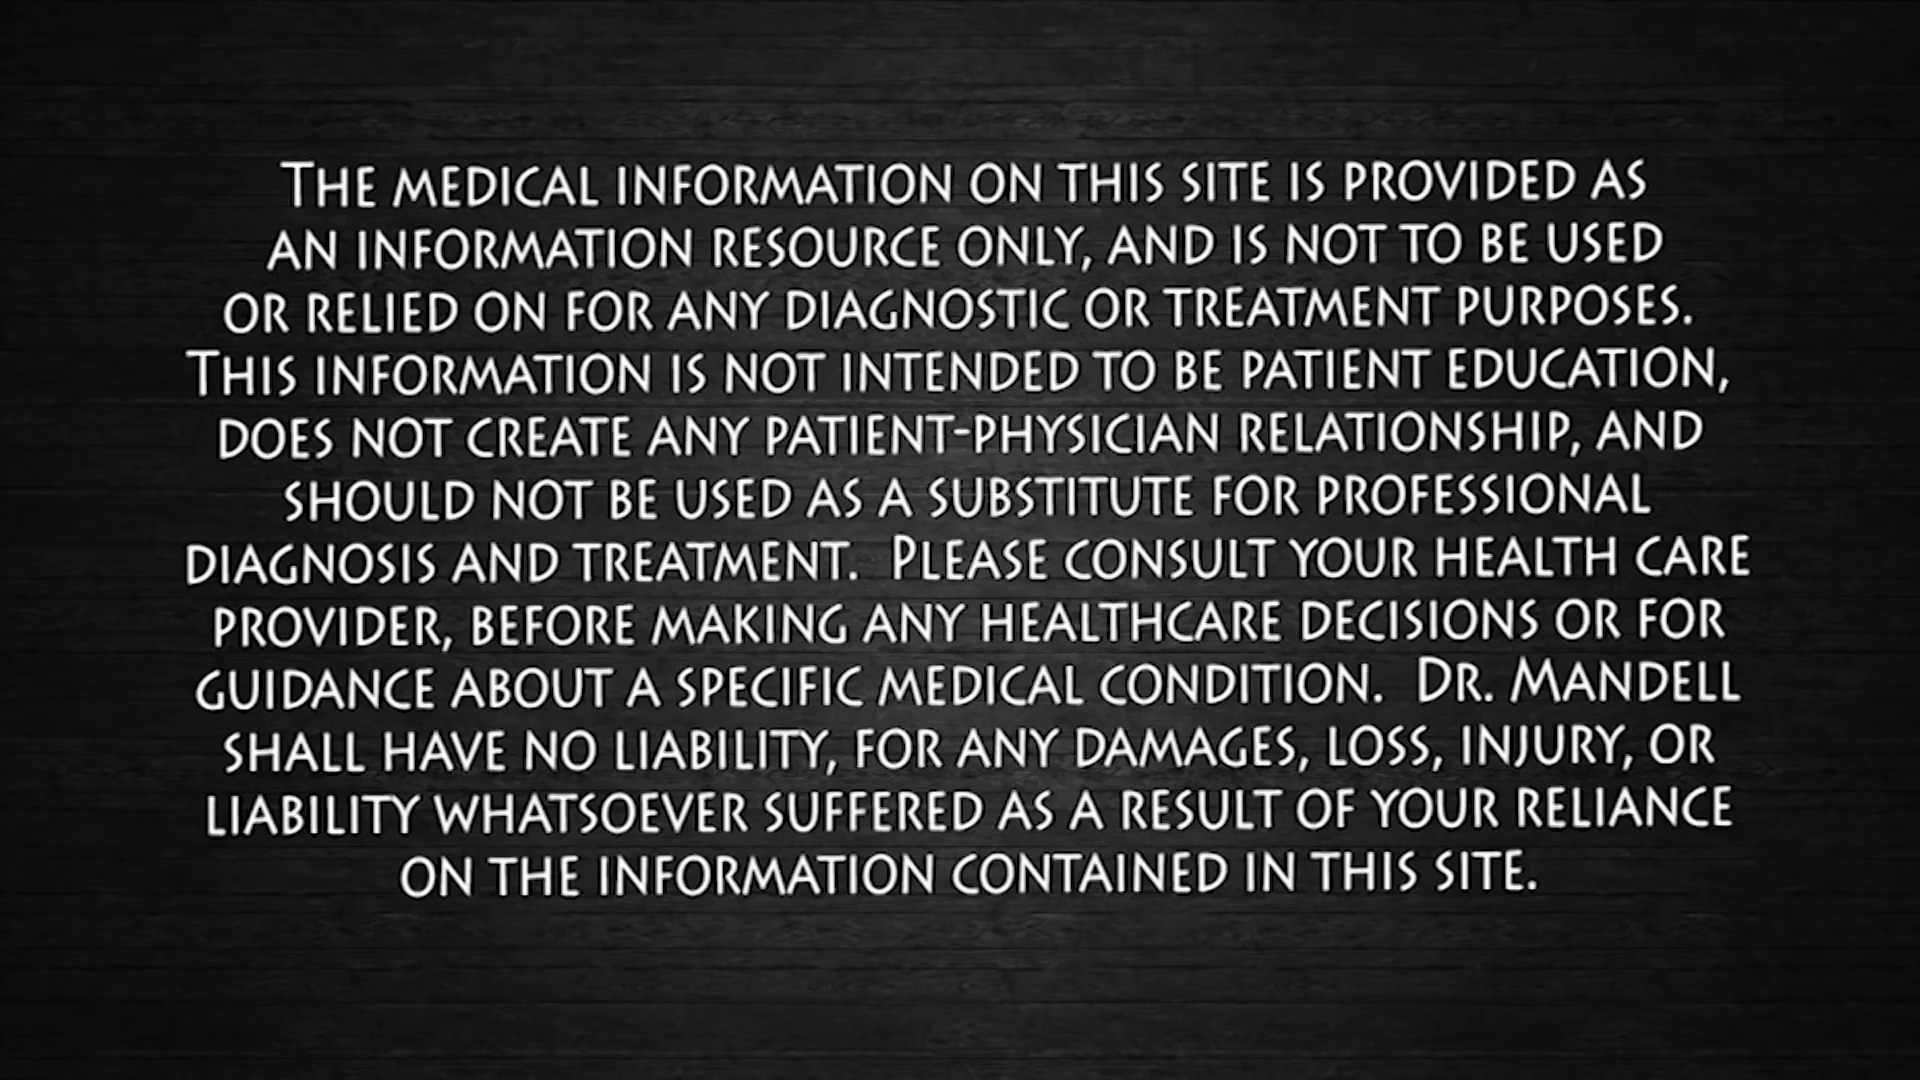 The medical information on this site is provided as
an information resource only, and is not to be used
or relied on for any diagnostic or treatment purposes.
This information is not intended to be patient education,
does not create any patient-physician relationship, and
should not be used as a substitute for professional
diagnosis and treatment.  Please consult your health care
provider, before making any healthcare decisions or for
guidance about a specific medical condition.  Dr. Mandell
shall have no liability, for any damages, loss, injury, or
liability whatsoever suffered as a result of your reliance
on the information contained in this site.